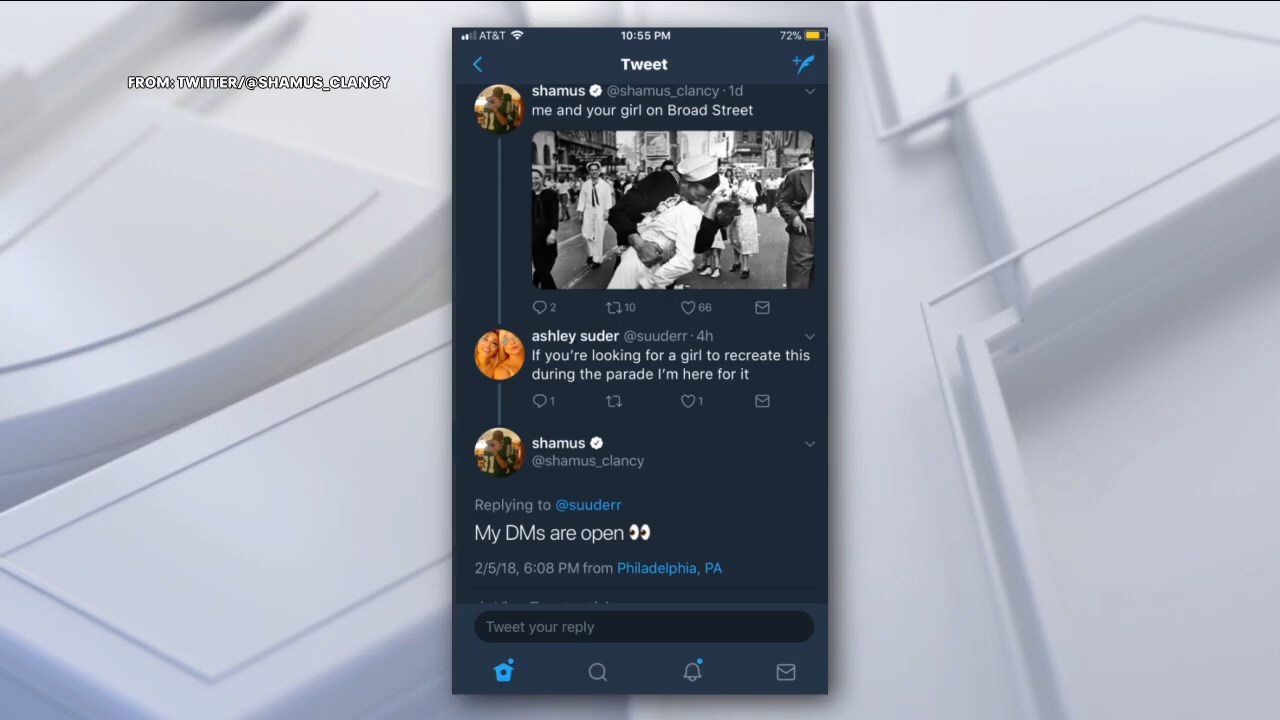 FROM: TWITTER/@SHAMUS_CLANCY
AT&T 10:55 PM 72%
Tweet
shamus @shamus_clancy · 1d
me and your girl on Broad Street
2 10 66
ashley suder @suuderr · 4h
If you’re looking for a girl to recreate this
during the parade I’m here for it
1 1
shamus
@shamus_clancy
Replying to @suuderr
My DMs are open 👀
2/5/18, 6:08 PM from Philadelphia, PA
Tweet your reply